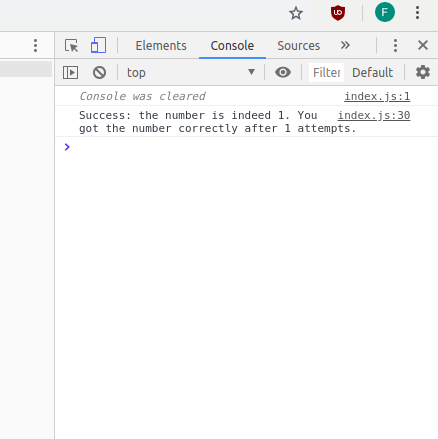 F
Elements Console Sources »
top Filter Default
Console was cleared index.js:1
Success: the number is indeed 1. You index.js:30
got the number correctly after 1 attempts.
>